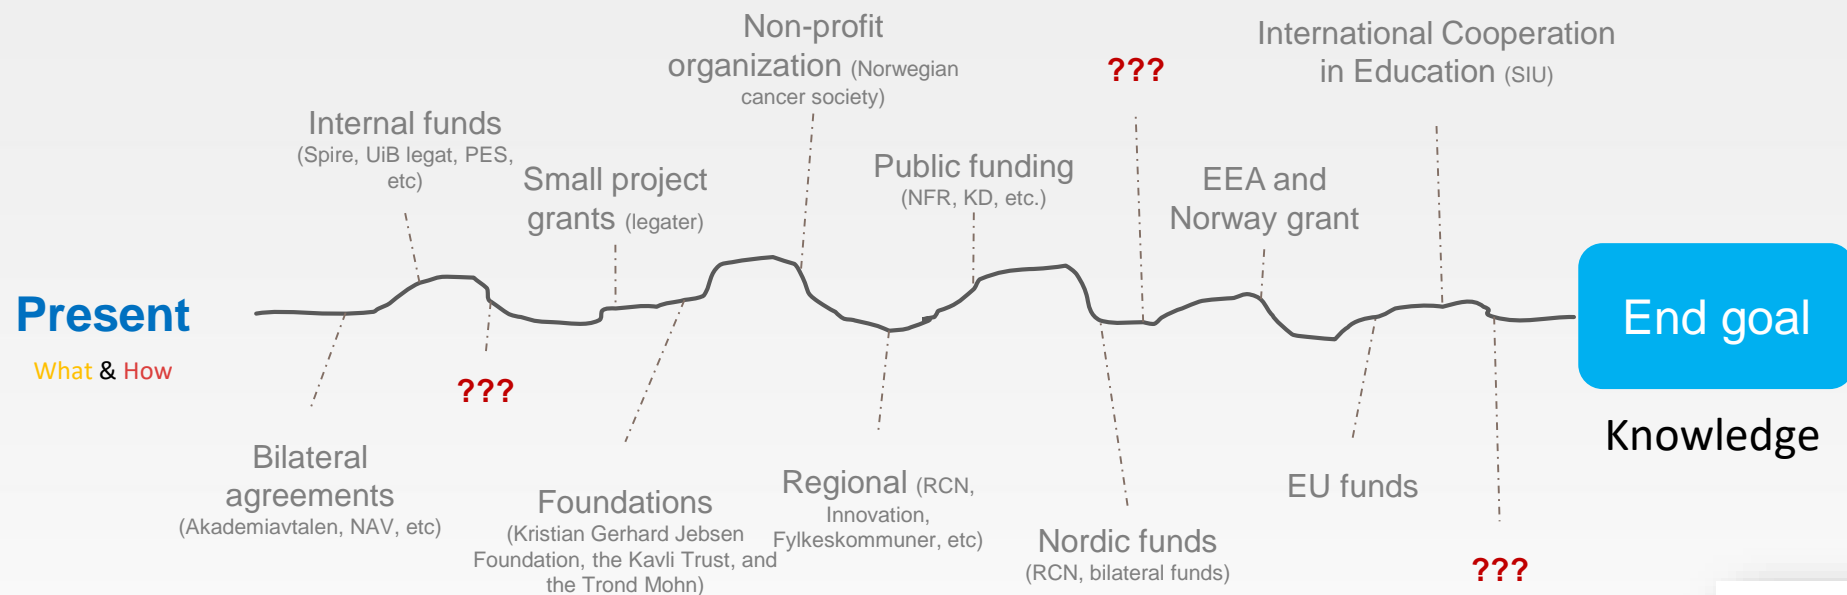 Non-profit
organization (Norwegian
cancer society)
???
International Cooperation
in Education (SIU)
Internal funds
(Spire, UiB legat, PES,
etc)
Small project
grants (legater)
Public funding
(NFR, KD, etc.)
EEA and
Norway grant
Present
What & How
End goal
Knowledge
???
Bilateral
agreements
(Akademiavtalen, NAV, etc)
Foundations
(Kristian Gerhard Jebsen
Foundation, the Kavli Trust, and
the Trond Mohn)
Regional (RCN,
Innovation,
Fylkeskommuner, etc)
Nordic funds
(RCN, bilateral funds)
EU funds
???